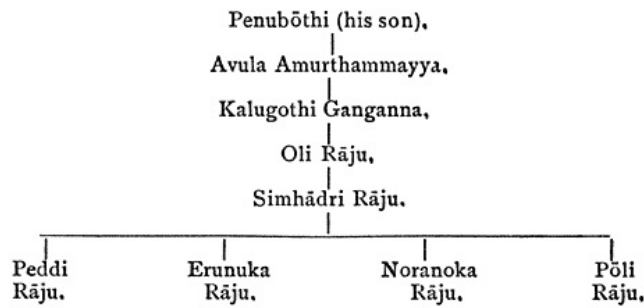 Penubōthi (his son),
Avula Amurthammayya,
Kalugothi Ganganna,
Oli Rāju,
Simhādri Rāju.
Peddi Rāju, Erunuka Rāju, Noranoka Rāju, Pōli Rāju.